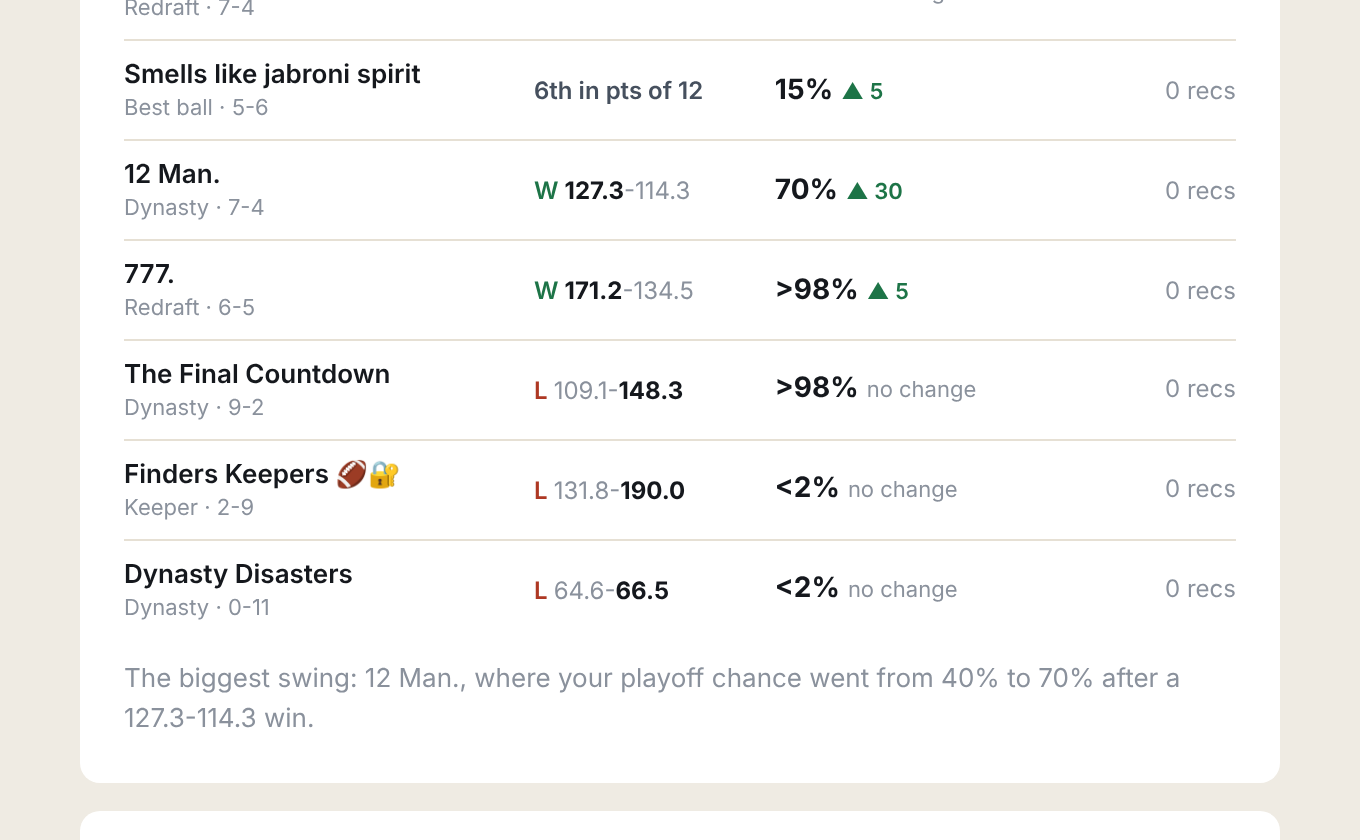 Redraft · 7-4
Smells like jabroni spirit
Best ball · 5-6
6th in pts of 12
15% ▲ 5
0 recs
12 Man.
Dynasty · 7-4
W 127.3-114.3
70% ▲ 30
0 recs
777.
Redraft · 6-5
W 171.2-134.5
>98% ▲ 5
0 recs
The Final Countdown
Dynasty · 9-2
L 109.1-148.3
>98% no change
0 recs
Finders Keepers 🏈🔐
Keeper · 2-9
L 131.8-190.0
<2% no change
0 recs
Dynasty Disasters
Dynasty · 0-11
L 64.6-66.5
<2% no change
0 recs
The biggest swing: 12 Man., where your playoff chance went from 40% to 70% after a
127.3-114.3 win.